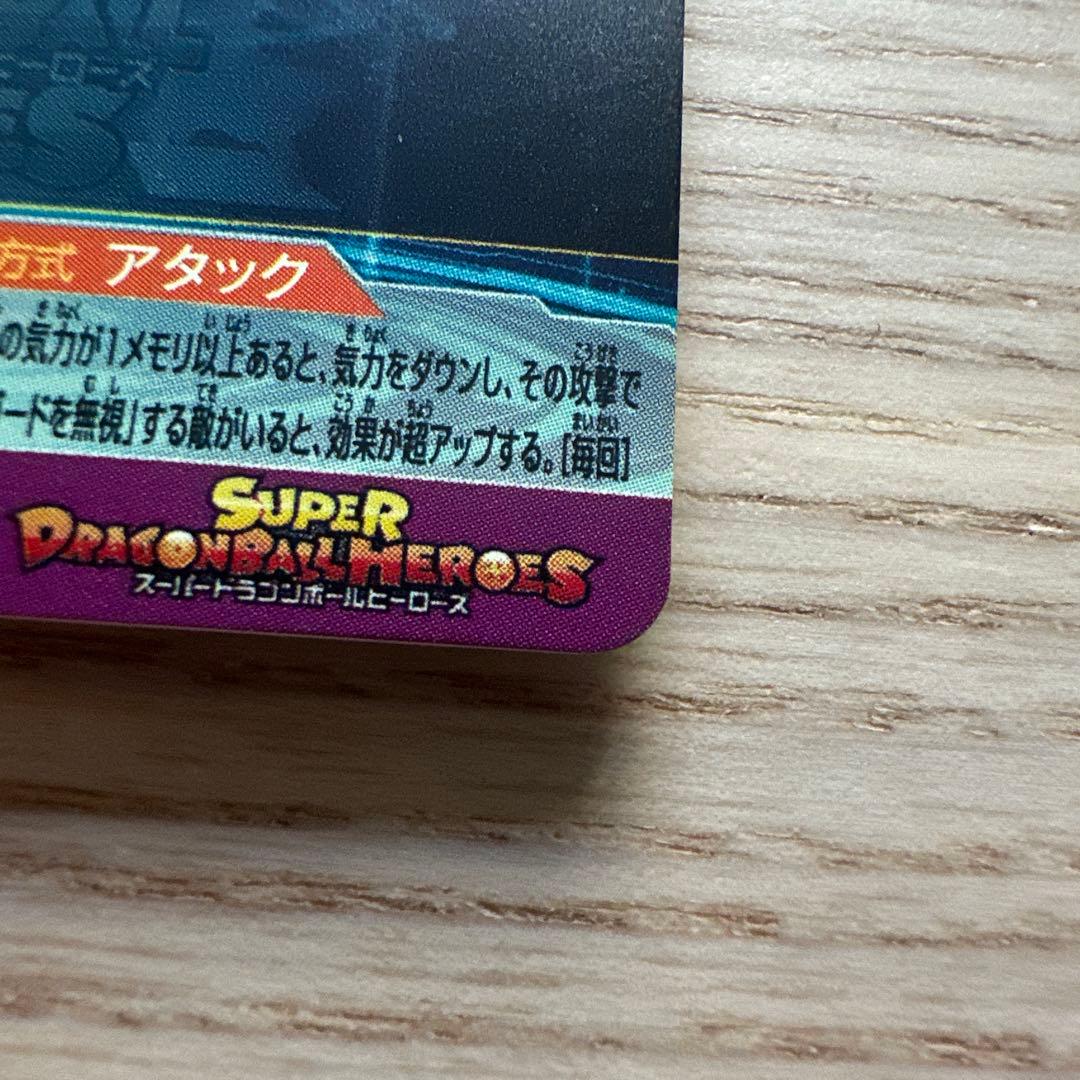 ヒーローズ
ES
方式 アタック
の気力が1メモリ以上あると、気力をダウンし、その攻撃で
ードを無視」する敵がいると、効果が超アップする。[毎回]
SUPER
DRAGONBALL HEROES
スーパードラゴンボールヒーローズ